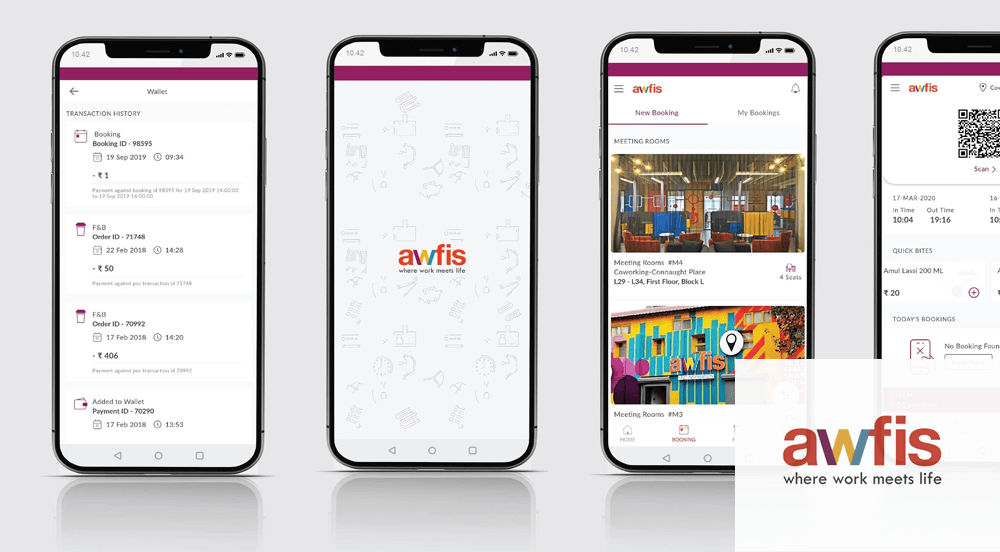 10.42
Wallet
TRANSACTION HISTORY
Booking
Booking ID - 98595
19 Sep 2019 09:34
- ₹ 1
Payment against booking id 98595 for 19 Sep 2019 14:00:00
to 19 Sep 2019 16:00:00
F&B
Order ID - 71748
22 Feb 2018 14:28
- ₹ 50
Payment against pos transaction id 71748
F&B
Order ID - 70992
17 Feb 2018 14:20
- ₹ 406
Payment against pos transaction id 70992
Added to Wallet
Payment ID - 70290
17 Feb 2018 13:53
10.42
awfis
where work meets life
10.42
awfis
New Booking My Bookings
MEETING ROOMS
Meeting Rooms #M4
Coworking-Connaught Place
L29 - L34, First Floor, Block L
4 Seats
awfis
Meeting Rooms #M3
HOME BOOKING
10.42
awfis
Scan
17-MAR-2020
In Time Out Time
10:04 19:16
QUICK BITES
Amul Lassi 200 ML
₹ 20
TODAY'S BOOKINGS
No Booking Foun
awfis
where work meets life